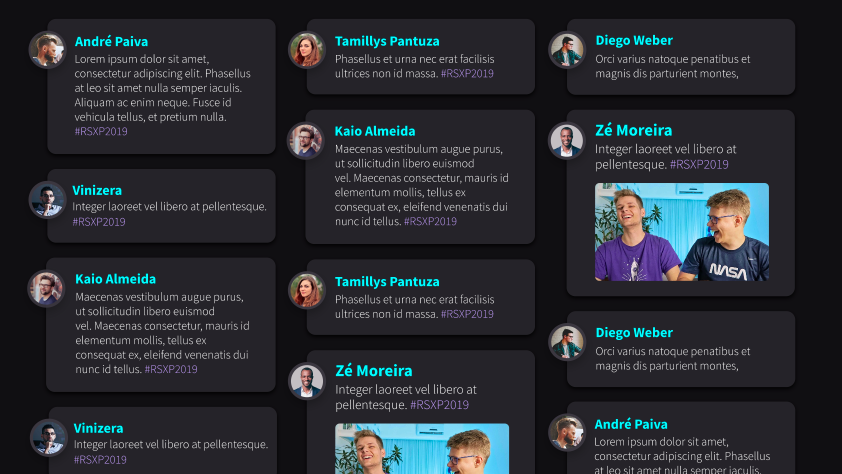 André Paiva
Lorem ipsum dolor sit amet,
consectetur adipiscing elit. Phasellus
at leo sit amet nulla semper iaculis.
Aliquam ac enim neque. Fusce id
vehicula tellus, et pretium nulla.
#RSXP2019
Vinizera
Integer laoreet vel libero at pellentesque.
#RSXP2019
Kaio Almeida
Maecenas vestibulum augue purus,
ut sollicitudin libero euismod
vel. Maecenas consectetur, mauris id
elementum mollis, tellus ex
consequat ex, eleifend venenatis dui
nunc id tellus. #RSXP2019
Vinizera
Integer laoreet vel libero at pellentesque.
#RSXP2019
Tamillys Pantuza
Phasellus et urna nec erat facilisis
ultrices non id massa. #RSXP2019
Kaio Almeida
Maecenas vestibulum augue purus,
ut sollicitudin libero euismod
vel. Maecenas consectetur, mauris id
elementum mollis, tellus ex
consequat ex, eleifend venenatis dui
nunc id tellus. #RSXP2019
Tamillys Pantuza
Phasellus et urna nec erat facilisis
ultrices non id massa. #RSXP2019
Zé Moreira
Integer laoreet vel libero at
pellentesque. #RSXP2019
Diego Weber
Orci varius natoque penatibus et
magnis dis parturient montes,
Zé Moreira
Integer laoreet vel libero at
pellentesque. #RSXP2019
NASA
Diego Weber
Orci varius natoque penatibus et
magnis dis parturient montes,
André Paiva
Lorem ipsum dolor sit amet,
consectetur adipiscing elit. Phasellus
at leo sit amet nulla semper iaculis.